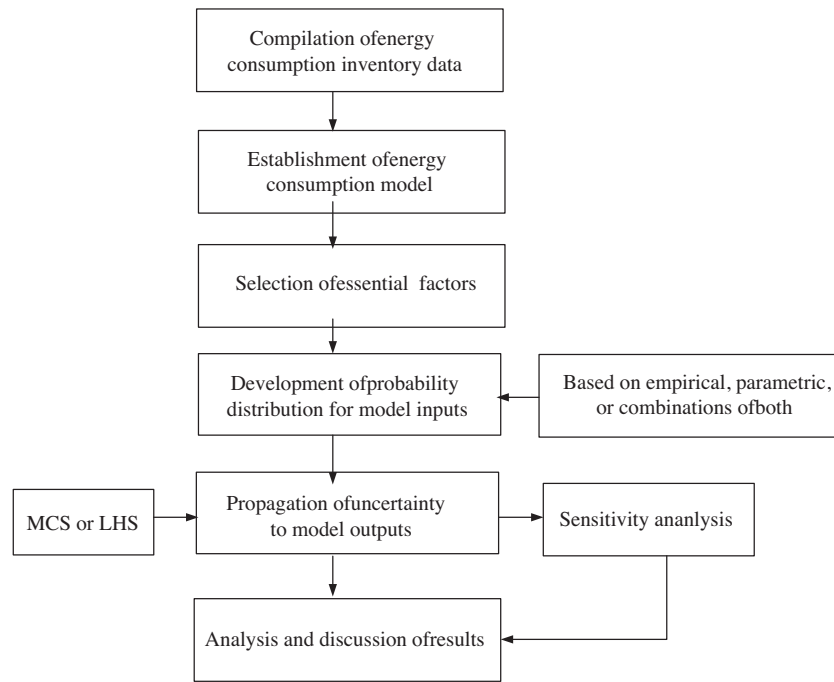 Compilation ofenergy
consumption inventory data
Establishment ofenergy
consumption model
Selection ofessential factors
Development ofprobability
distribution for model inputs
Based on empirical, parametric,
or combinations ofboth
MCS or LHS
Propagation ofuncertainty
to model outputs
Sensitivity ananlysis
Analysis and discussion ofresults